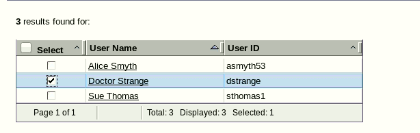 3 results found for:
Select User Name User ID
Alice Smyth asmyth53
Doctor Strange dstrange
Sue Thomas sthomas1
Page 1 of 1 Total: 3 Displayed: 3 Selected: 1